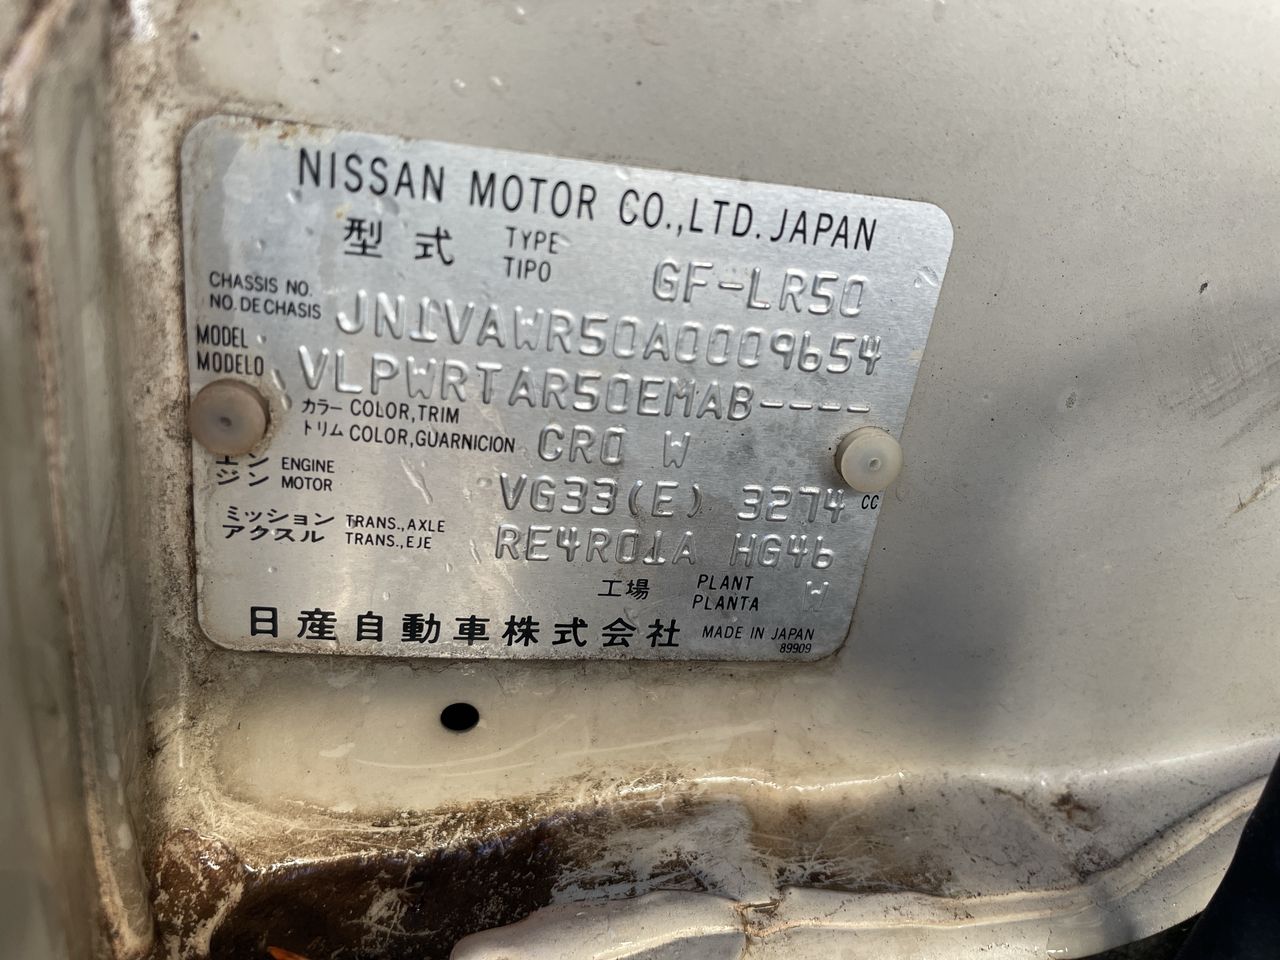 NISSAN MOTOR CO.,LTD. JAPAN
型式 TYPE TIPO GF-LR50
CHASSIS NO. NO. DE CHASIS JN1VAWR50A0009654
MODEL MODELO VLPWRTAR50EMAB----
カラー COLOR,TRIM
トリム COLOR,GUARNICION CR0 W
エンジン ENGINE MOTOR VG33(E) 3274 CC
ミッション TRANS.,AXLE
アクスル TRANS.,EJE RE4R01A HG46
工場 PLANT PLANTA W
日産自動車株式会社 MADE IN JAPAN
89909